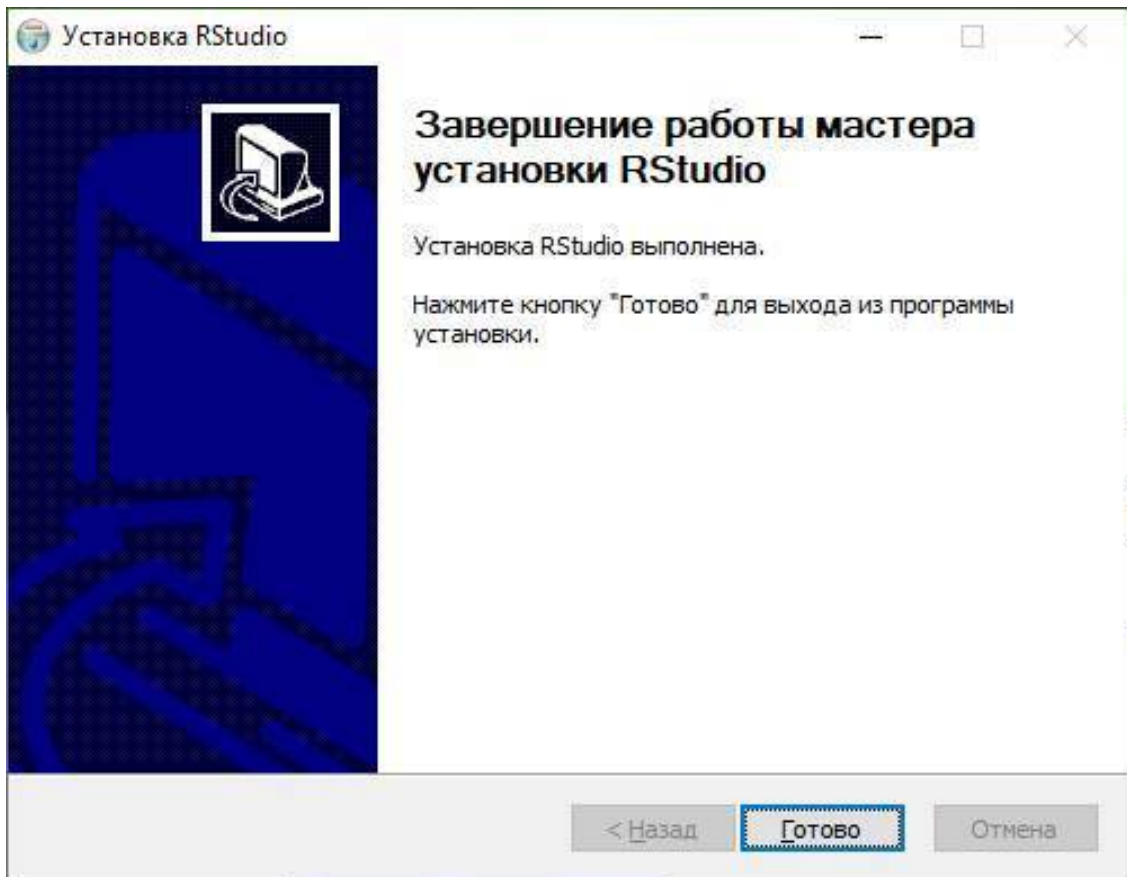 Установка RStudio
Завершение работы мастера
установки RStudio
Установка RStudio выполнена.
Нажмите кнопку "Готово" для выхода из программы
установки.
< Назад
Готово
Отмена